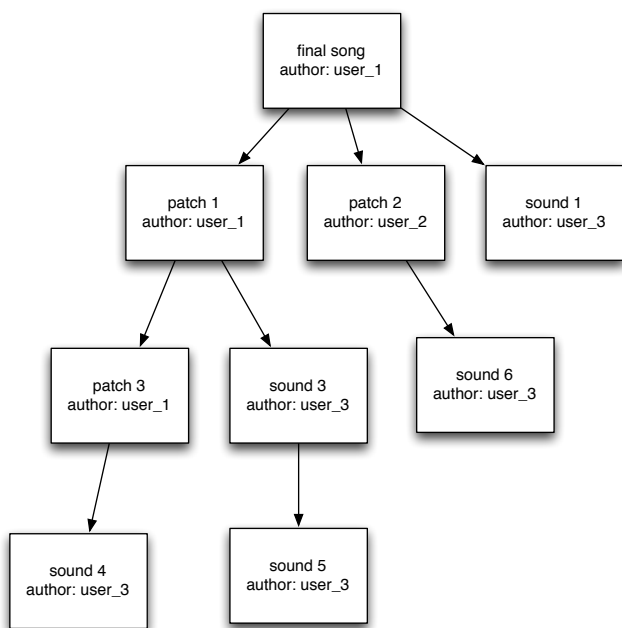 final song
author: user_1
patch 1
author: user_1
patch 2
author: user_2
sound 1
author: user_3
patch 3
author: user_1
sound 3
author: user_3
sound 6
author: user_3
sound 4
author: user_3
sound 5
author: user_3